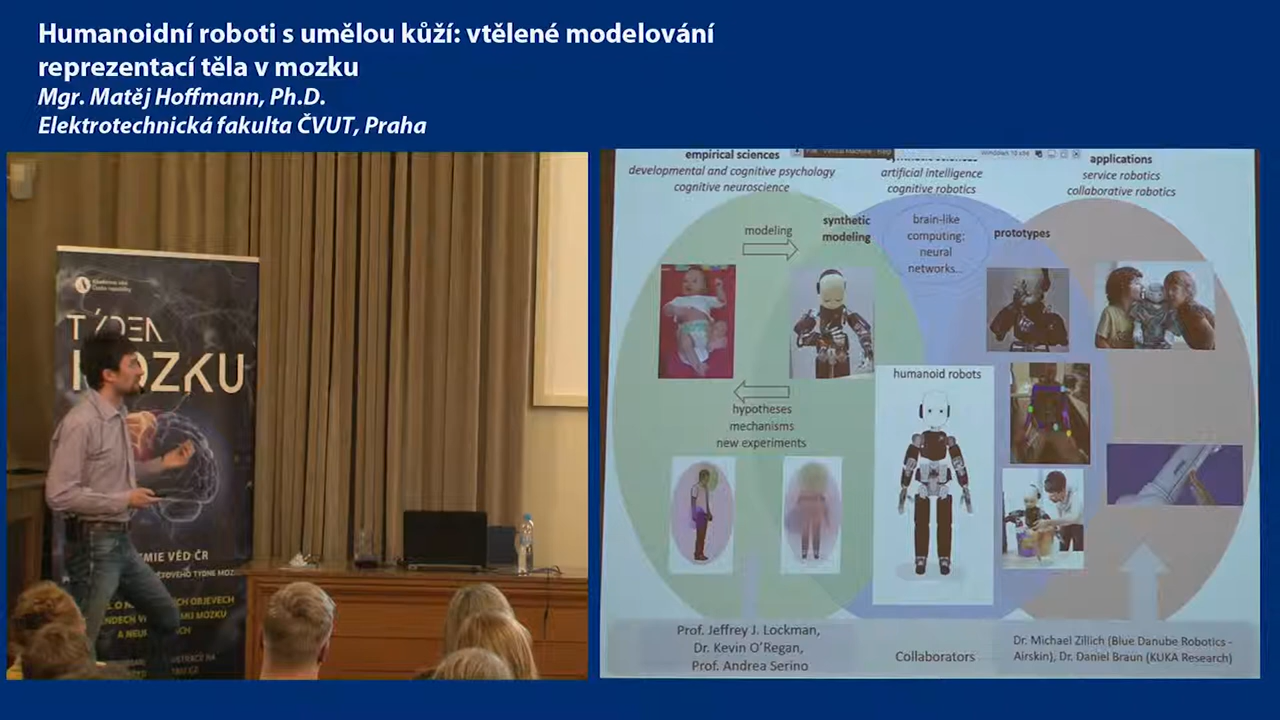 Humanoidní roboti s umělou kůží: vtělené modelování
reprezentací těla v mozku
Mgr. Matěj Hoffmann, Ph.D.
Elektrotechnická fakulta ČVUT, Praha
TÝDEN
MOZKU
empirical sciences
developmental and cognitive psychology
cognitive neuroscience
artificial intelligence
cognitive robotics
applications
service robotics
collaborative robotics
modeling
synthetic
modeling
brain-like
computing:
neural
networks...
prototypes
humanoid robots
hypotheses
mechanisms
new experiments
Prof. Jeffrey J. Lockman,
Dr. Kevin O'Regan,
Prof. Andrea Serino
Collaborators
Dr. Michael Zillich (Blue Danube Robotics -
Airskin), Dr. Daniel Braun (KUKA Research)